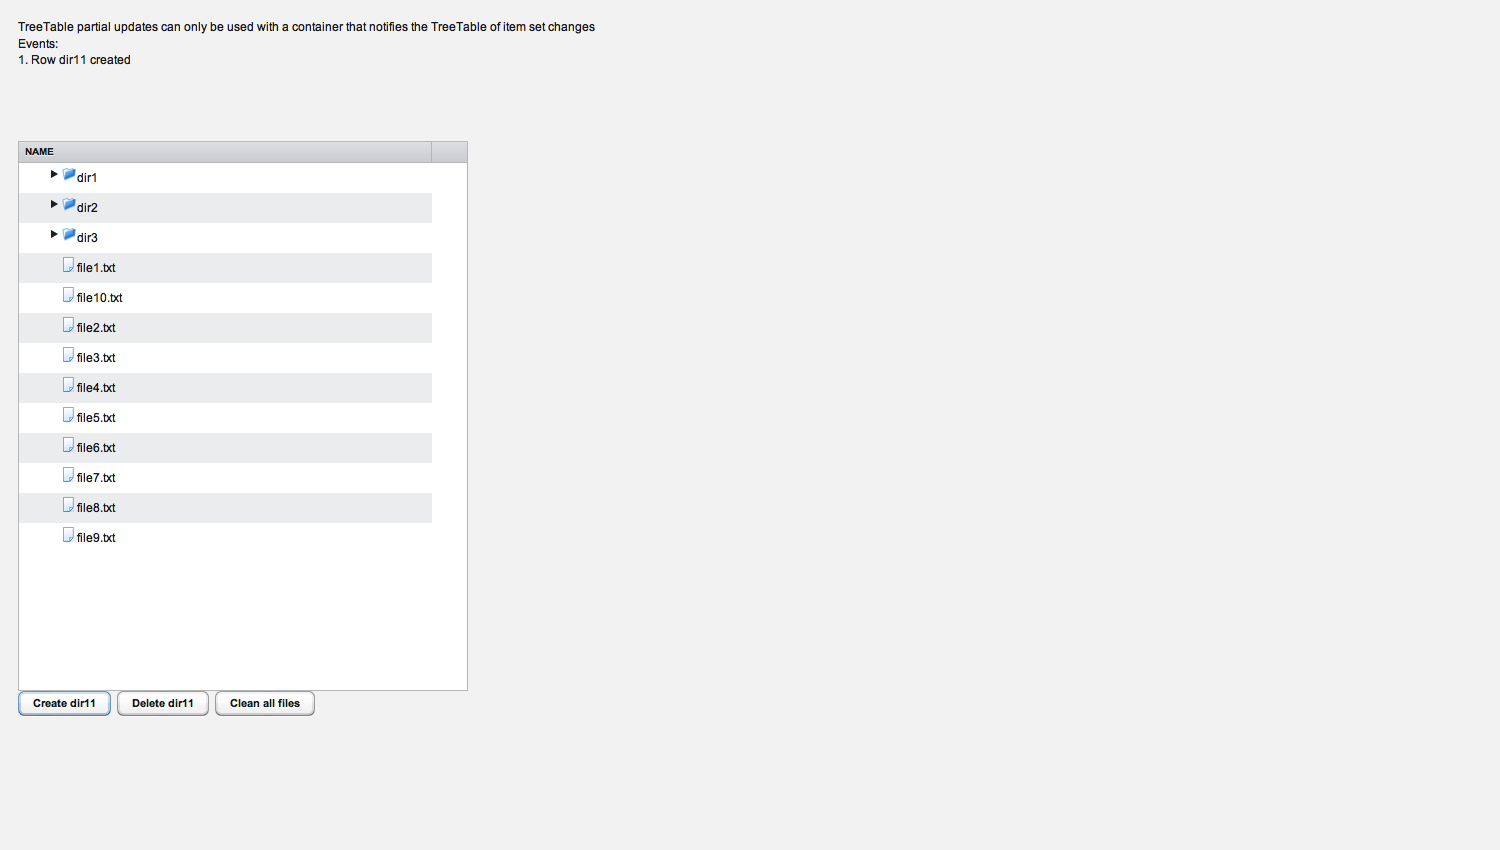 TreeTable partial updates can only be used with a container that notifies the TreeTable of item set changes
Events:
1. Row dir11 created
NAME
dir1
dir2
dir3
file1.txt
file10.txt
file2.txt
file3.txt
file4.txt
file5.txt
file6.txt
file7.txt
file8.txt
file9.txt
Create dir11 Delete dir11 Clean all files